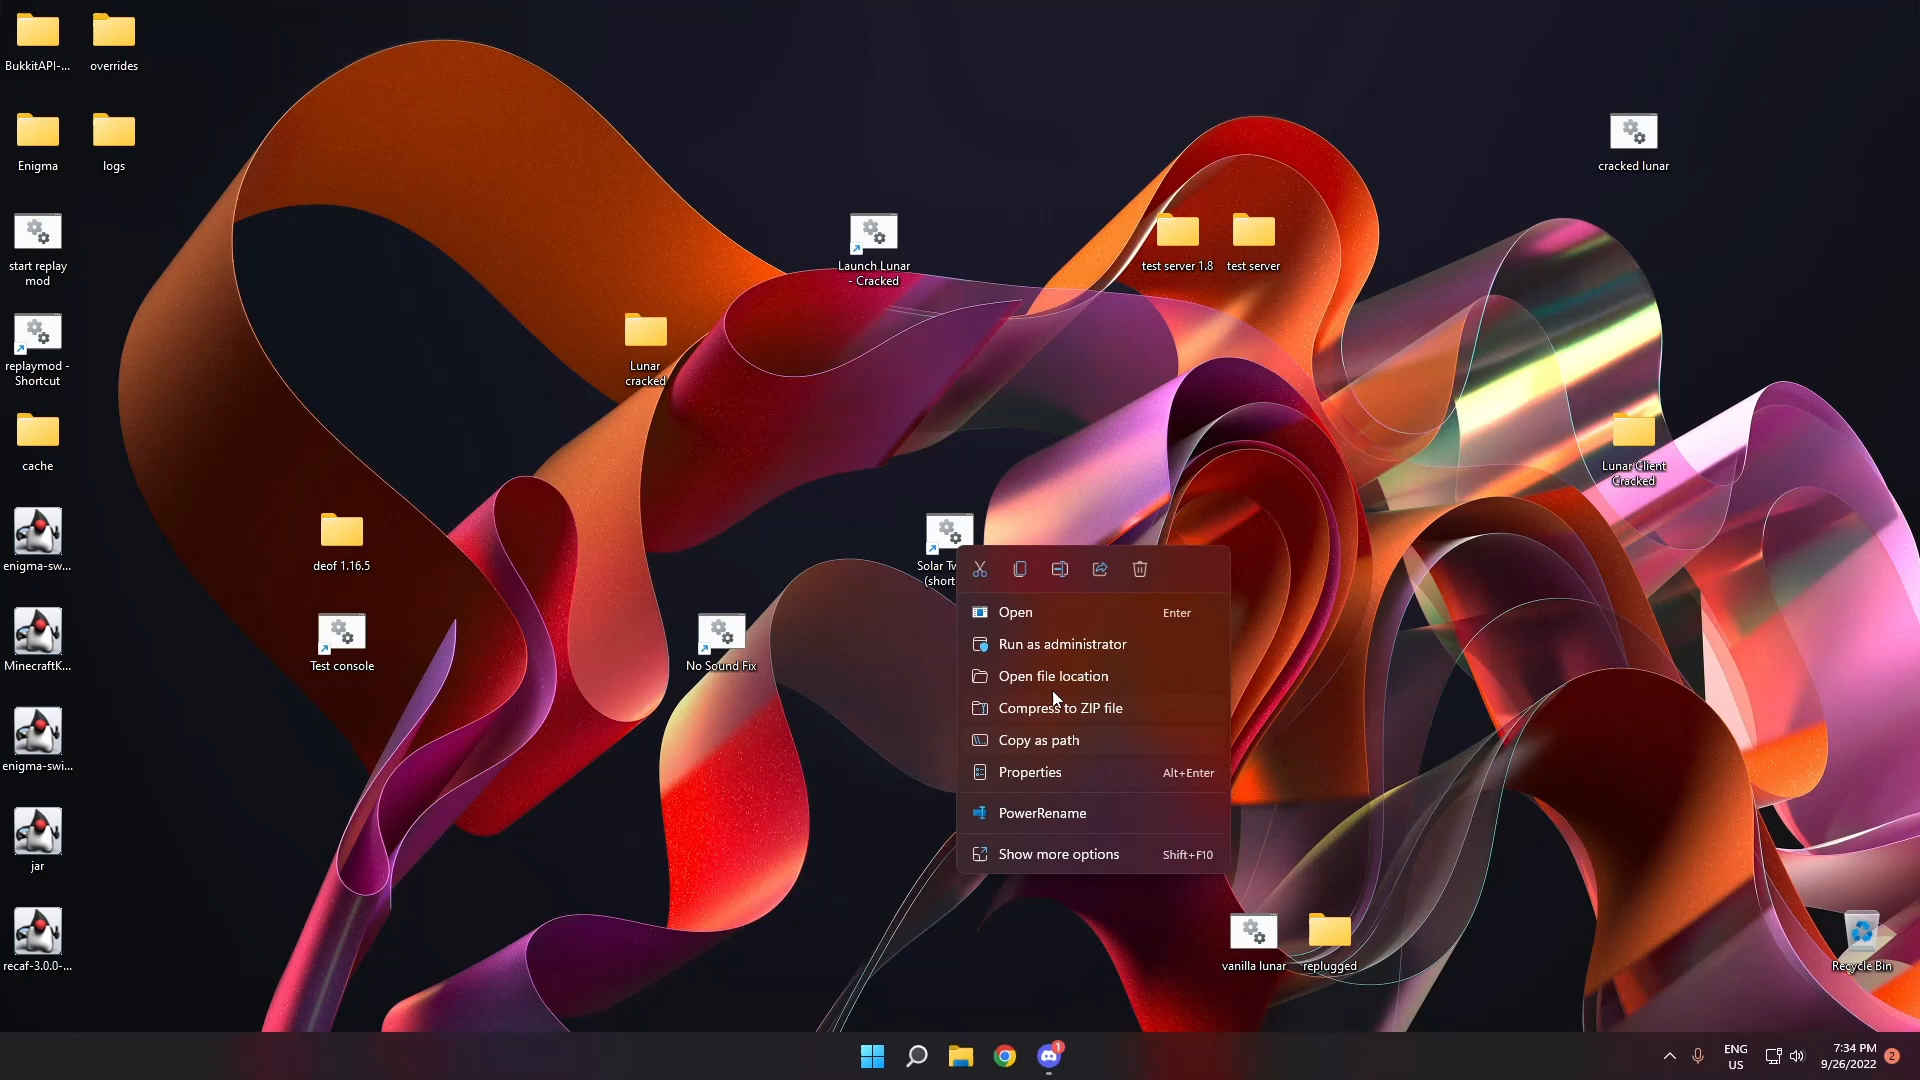 BukkitAPI-...
overrides
Enigma
logs
cracked lunar
start replay
mod
Launch Lunar
- Cracked
test server 1.8
test server
replaymod -
Shortcut
Lunar
cracked
cache
Lunar Client
Cracked
enigma-sw...
deof 1.16.5
Solar
(short
Open
Enter
Run as administrator
Open file location
Compress to ZIP file
Copy as path
Properties
Alt+Enter
PowerRename
Show more options
Shift+F10
MinecraftK...
Test console
No Sound Fix
enigma-swi...
jar
recaf-3.0.0-...
vanilla lunar
replugged
Recycle Bin
1
ENG
US
7:34 PM
9/26/2022
2